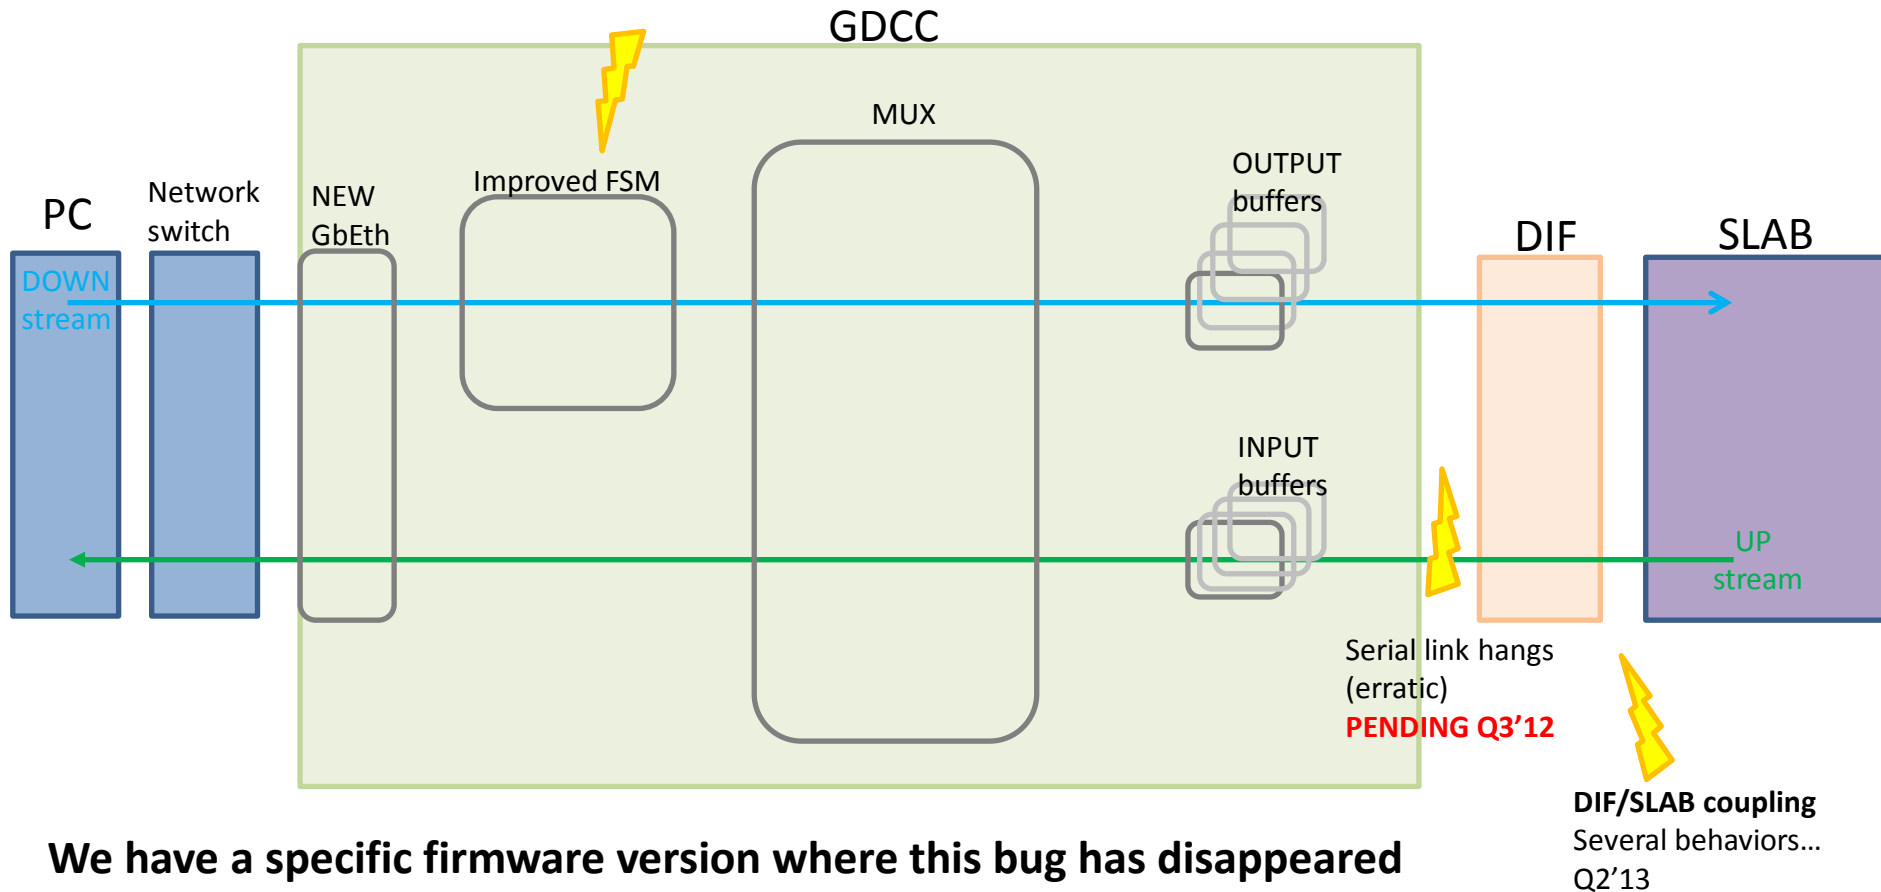 GDCC
MUX
OUTPUT
buffers
Improved FSM
Network
switch
NEW
GbEth
PC
DIF
SLAB
DOWN
stream
INPUT
buffers
UP
stream
Serial link hangs
(erratic)
PENDING Q3’12
DIF/SLAB coupling
Several behaviors…
Q2’13
We have a specific firmware version where this bug has disappeared